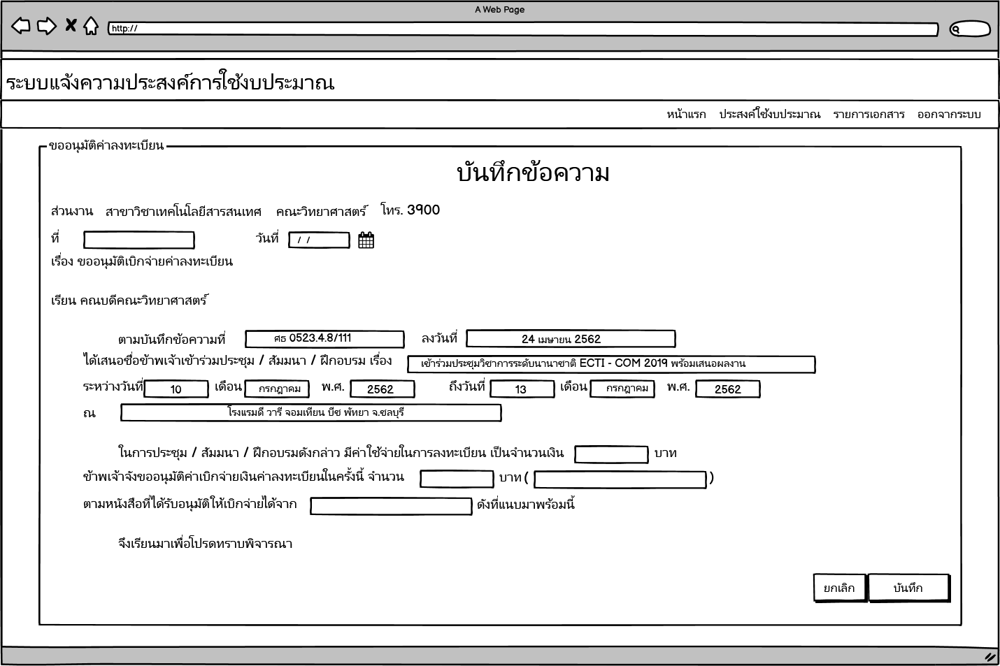 A Web Page
http://
ระบบแจ้งความประสงค์การใช้งบประมาณ
หน้าแรก ประสงค์ใช้งบประมาณ รายการเอกสาร ออกจากระบบ
ขออนุมัติค่าลงทะเบียน
บันทึกข้อความ
ส่วนงาน สาขาวิชาเทคโนโลยีสารสนเทศ คณะวิทยาศาสตร์ โทร. 3900
ที่ วันที่ / /
เรื่อง ขออนุมัติเบิกจ่ายค่าลงทะเบียน
เรียน คณบดีคณะวิทยาศาสตร์
ตามบันทึกข้อความที่ ศธ 0523.4.8/111 ลงวันที่ 24 เมษายน 2562
ได้เสนอชื่อข้าพเจ้าเข้าร่วมประชุม / สัมมนา / ฝึกอบรม เรื่อง เข้าร่วมประชุมวิชาการระดับนานาชาติ ECTI - COM 2019 พร้อมเสนอผลงาน
ระหว่างวันที่ 10 เดือน กรกฎาคม พ.ศ. 2562 ถึงวันที่ 13 เดือน กรกฎาคม พ.ศ. 2562
ณ โรงแรมดี วารี จอมเทียน บีช พัทยา จ.ชลบุรี
ในการประชุม / สัมมนา / ฝึกอบรมดังกล่าว มีค่าใช้จ่ายในการลงทะเบียน เป็นจำนวนเงิน บาท
ข้าพเจ้าจังขออนุมัติค่าเบิกจ่ายเงินค่าลงทะเบียนในครั้งนี้ จำนวน บาท ( )
ตามหนังสือที่ได้รับอนุมัติให้เบิกจ่ายได้จาก ดังที่แนบมาพร้อมนี้
จึงเรียนมาเพื่อโปรดทราบพิจารณา
ยกเลิก บันทึก